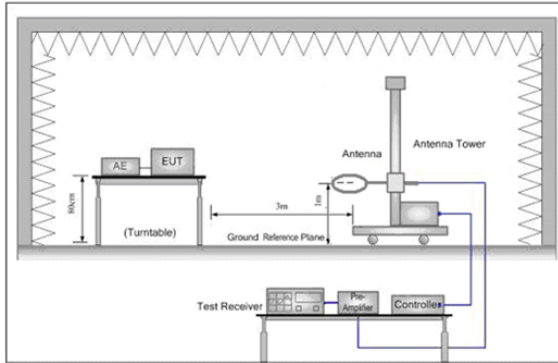 Antenna Tower
Antenna
AE
EUT
80cm
3m
1m
(Turntable)
Ground Reference Plane
Test Receiver
Pre-
Amplifier
Controller